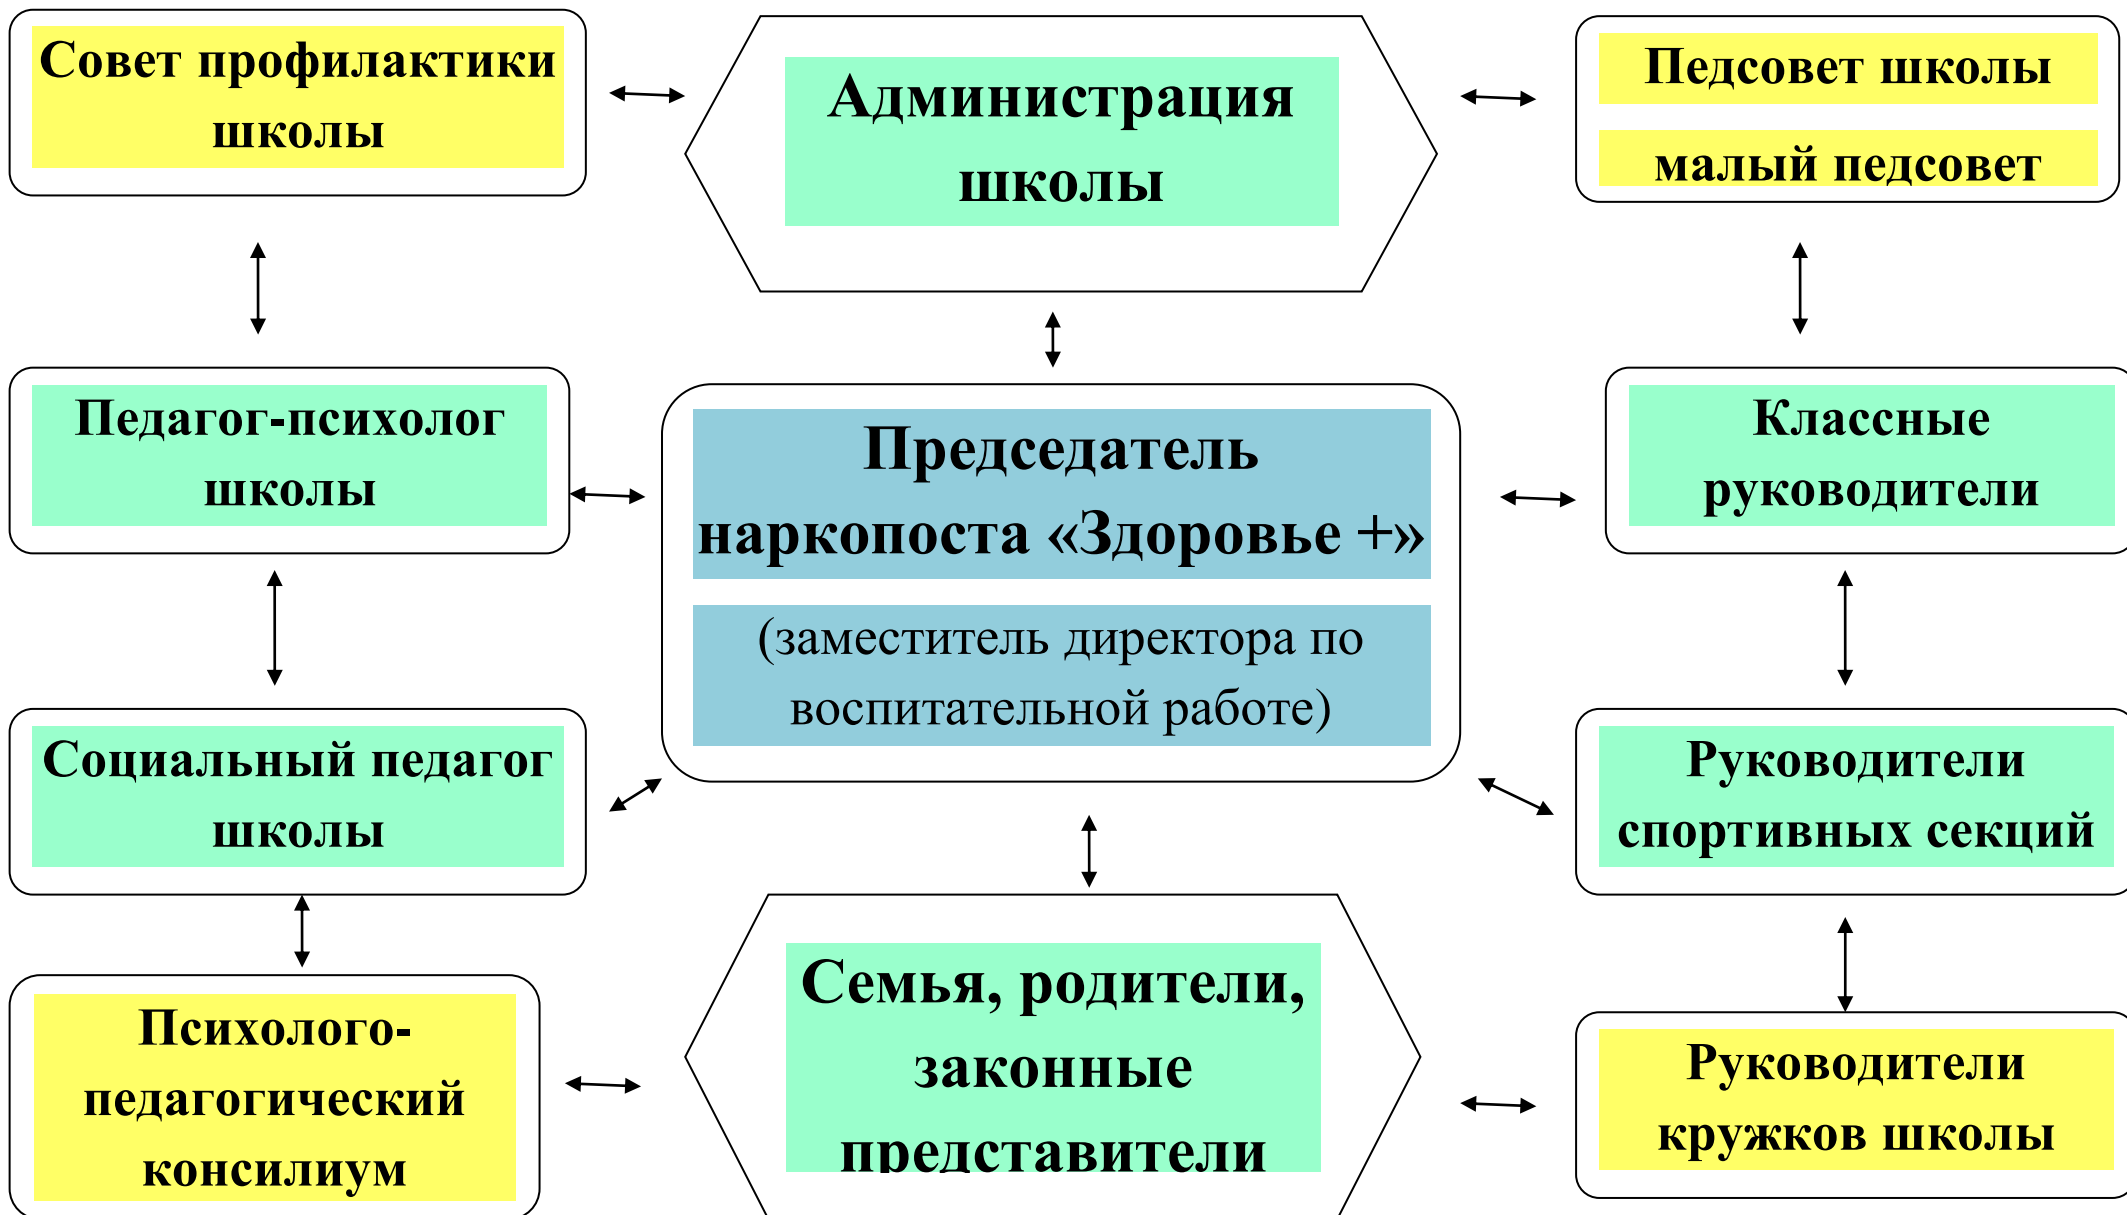 Совет профилактики
школы
Администрация
школы
Педсовет школы
малый педсовет
Педагог-психолог
школы
Председатель
наркопоста «Здоровье +»
(заместитель директора по
воспитательной работе)
Классные
руководители
Социальный педагог
школы
Руководители
спортивных секций
Психолого-
педагогический
консилиум
Семья, родители,
законные
представители
Руководители
кружков школы